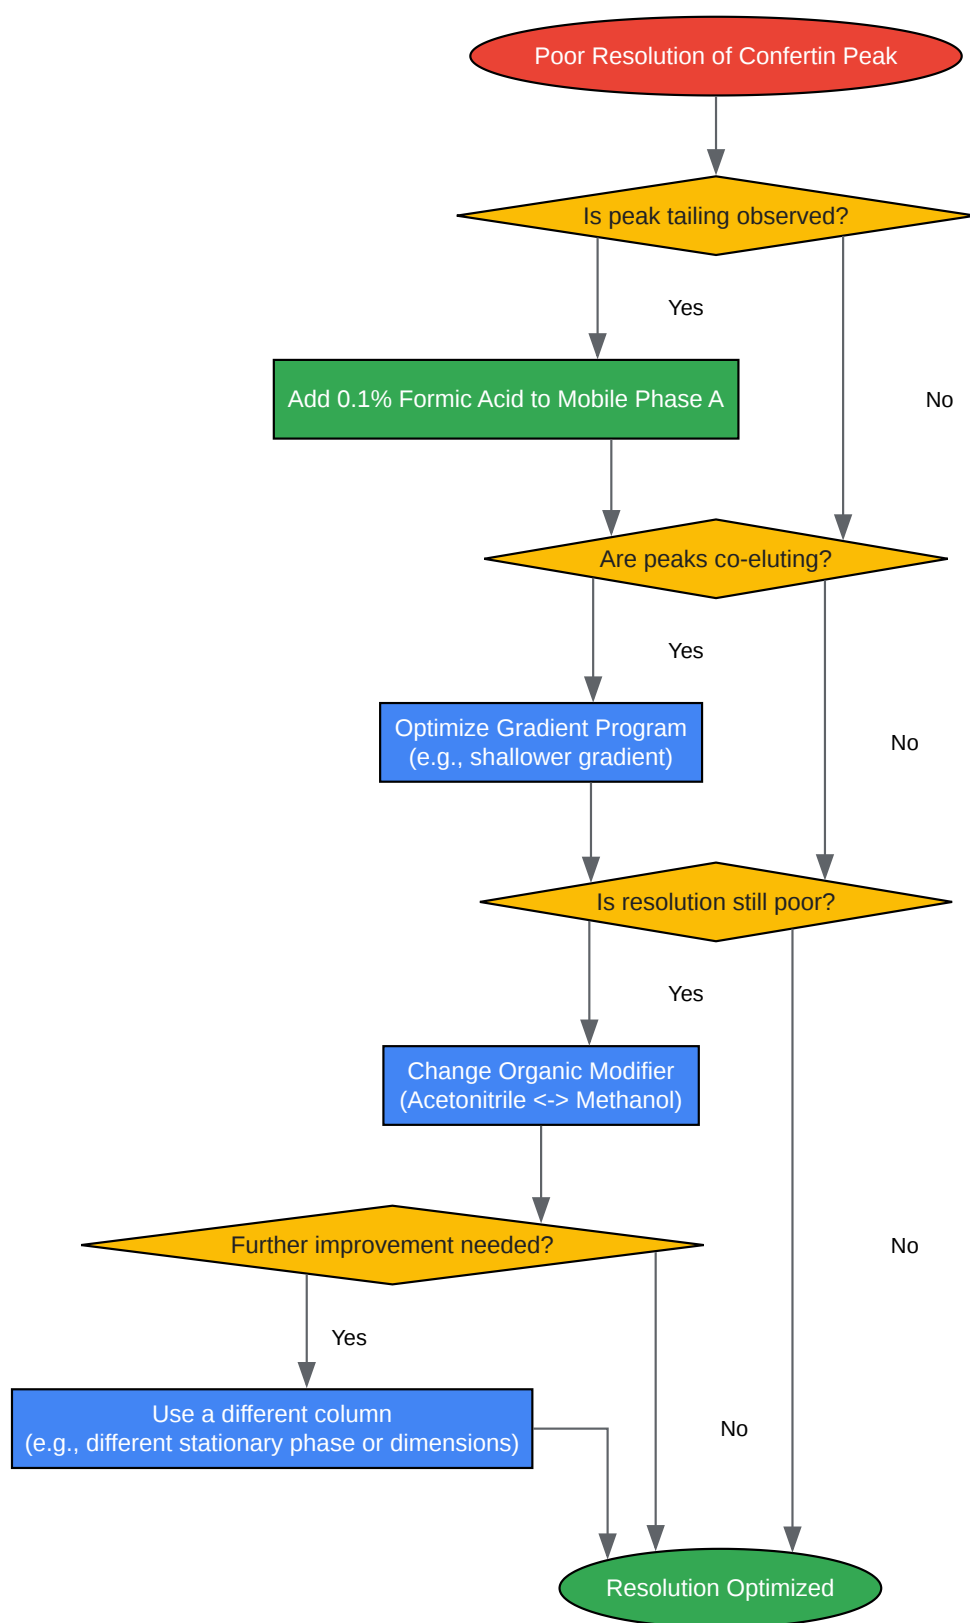 Poor Resolution of Confertin Peak
Is peak tailing observed?
Yes
Add 0.1% Formic Acid to Mobile Phase A
No
Are peaks co-eluting?
Yes
Optimize Gradient Program
(e.g., shallower gradient)
No
Is resolution still poor?
Yes
Change Organic Modifier
(Acetonitrile <-> Methanol)
Further improvement needed?
No
Yes
Use a different column
(e.g., different stationary phase or dimensions)
No
Resolution Optimized